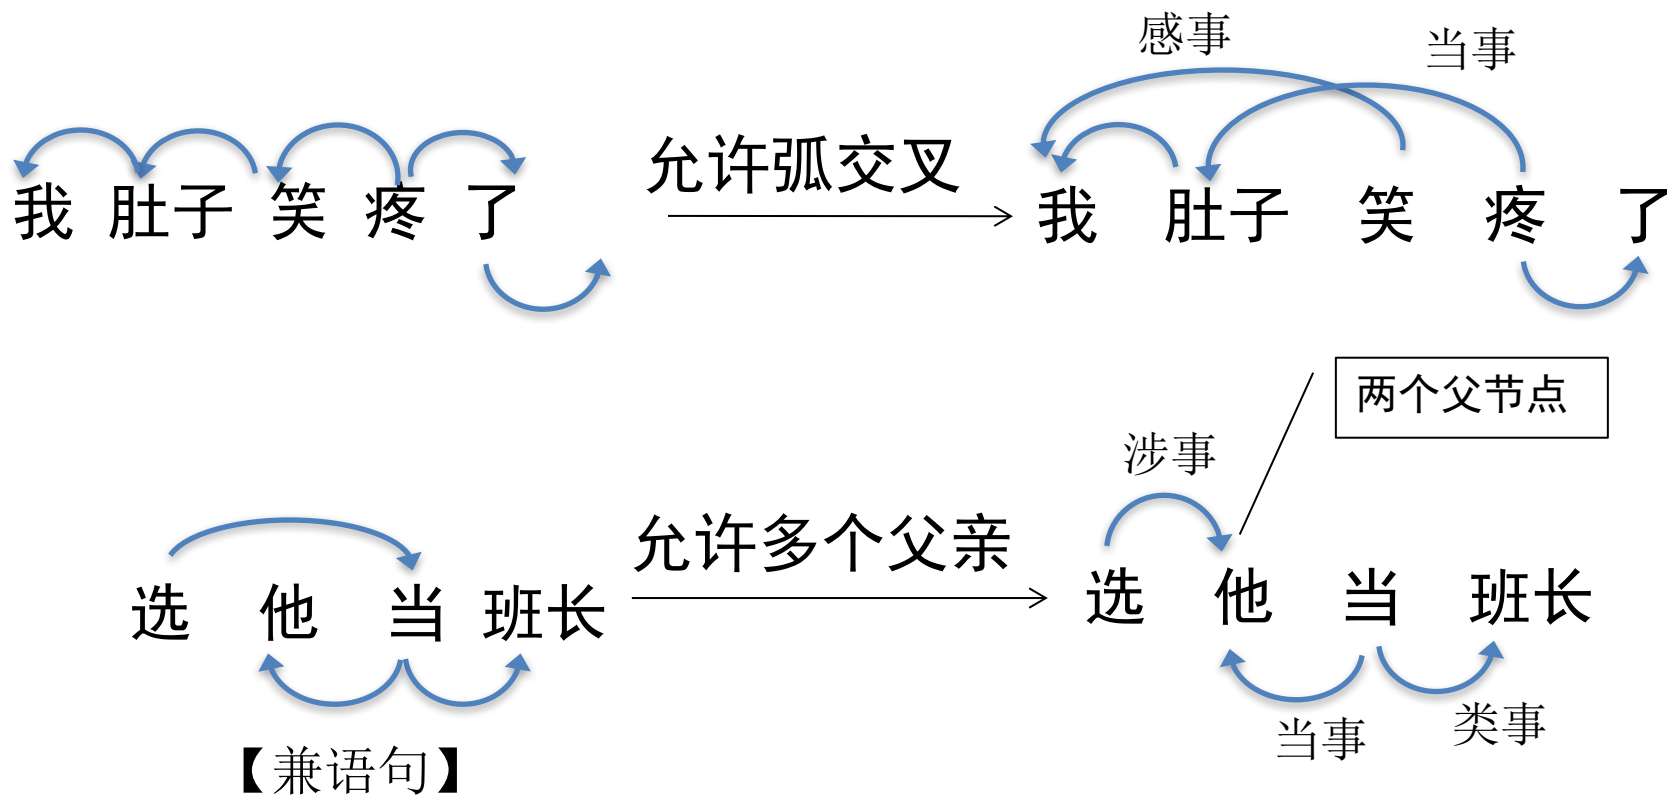 感事
当事
允许弧交叉
我 肚子 笑 疼 了
我 肚子 笑 疼 了
两个父节点
涉事
允许多个父亲
选 他 当 班长
选 他 当 班长
当事
类事
【兼语句】